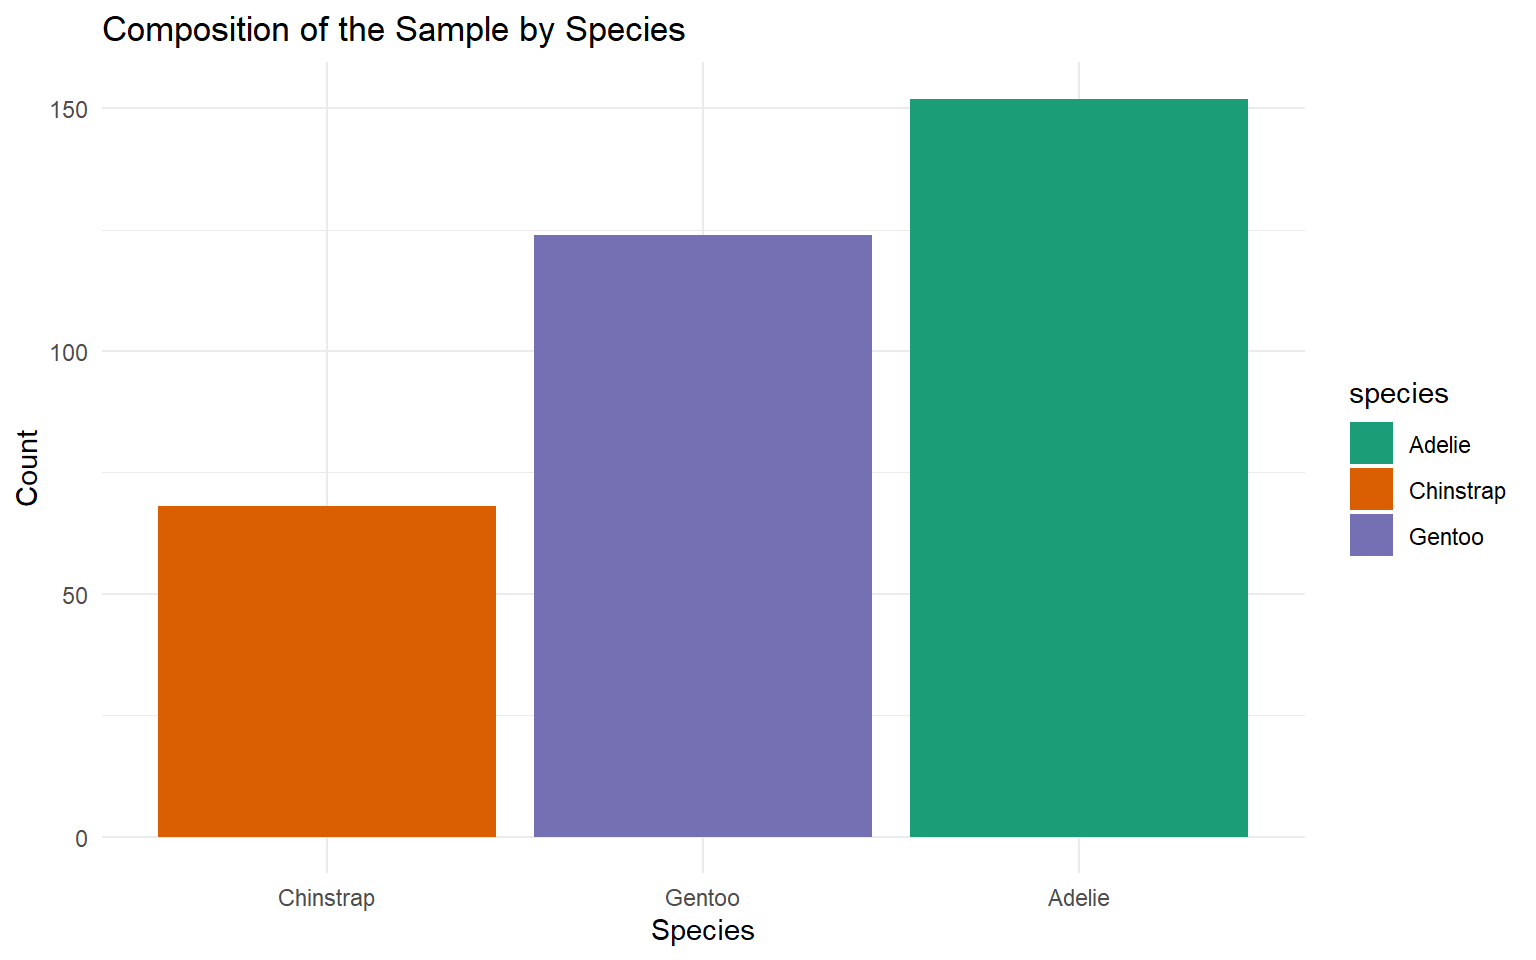 Composition of the Sample by Species
150
100
50
0
Count
Chinstrap
Gentoo
Adelie
Species
species
Adelie
Chinstrap
Gentoo